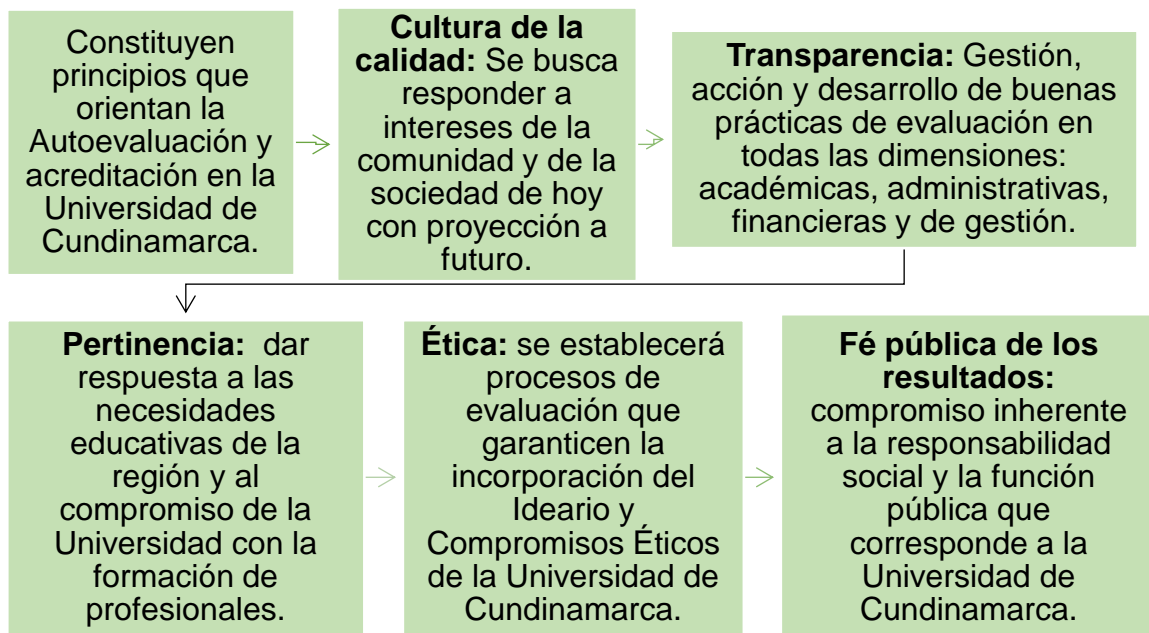 Constituyen
principios que
orientan la
Autoevaluación y
acreditación en la
Universidad de
Cundinamarca.
Cultura de la
calidad: Se busca
responder a
intereses de la
comunidad y de la
sociedad de hoy
con proyección a
futuro.
Transparencia: Gestión,
acción y desarrollo de buenas
prácticas de evaluación en
todas las dimensiones:
académicas, administrativas,
financieras y de gestión.
Pertinencia: dar
respuesta a las
necesidades
educativas de la
región y al
compromiso de la
Universidad con la
formación de
profesionales.
Ética: se establecerá
procesos de
evaluación que
garanticen la
incorporación del
Ideario y
Compromisos Éticos
de la Universidad de
Cundinamarca.
Fé pública de los
resultados:
compromiso inherente
a la responsabilidad
social y la función
pública que
corresponde a la
Universidad de
Cundinamarca.